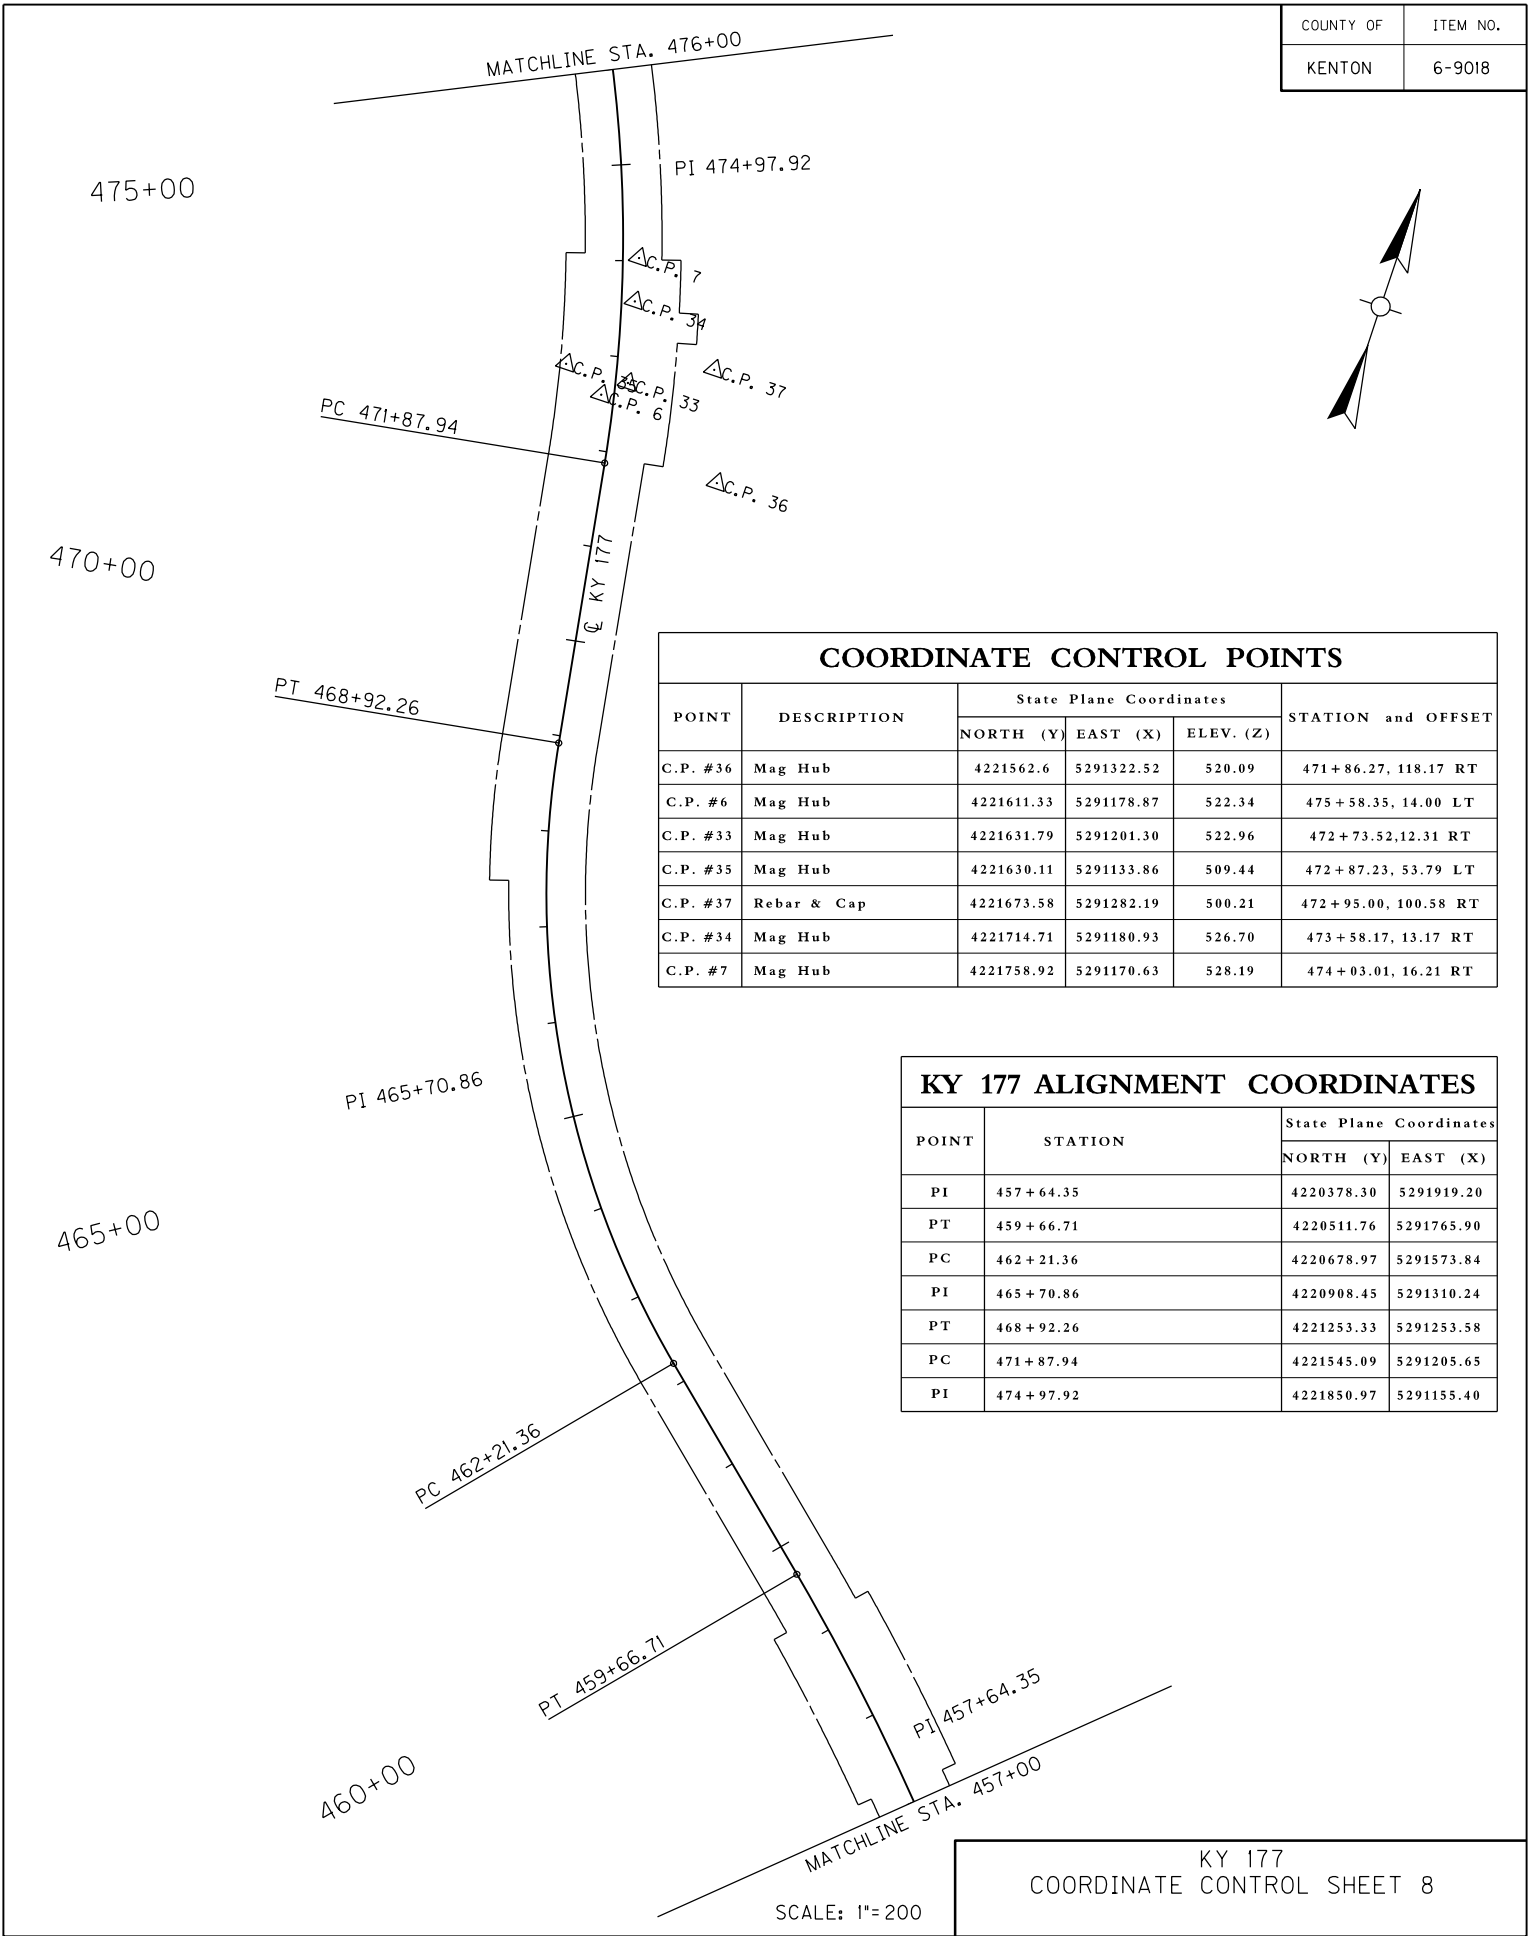 COUNTY OF ITEM NO.
KENTON 6-9018
MATCHLINE STA. 476+00
PI 474+97.92
475+00
C.P. 7
C.P. 34
C.P. 35
C.P. 33
C.P. 37
C.P. 6
PC 471+87.94
C.P. 36
470+00
℄ KY 177
PT 468+92.26
COORDINATE CONTROL POINTS
POINT DESCRIPTION State Plane Coordinates STATION and OFFSET
NORTH (Y) EAST (X) ELEV. (Z)
C.P. #36 Mag Hub 4221562.6 5291322.52 520.09 471+86.27, 118.17 RT
C.P. #6 Mag Hub 4221611.33 5291178.87 522.34 475+58.35, 14.00 LT
C.P. #33 Mag Hub 4221631.79 5291201.30 522.96 472+73.52,12.31 RT
C.P. #35 Mag Hub 4221630.11 5291133.86 509.44 472+87.23, 53.79 LT
C.P. #37 Rebar & Cap 4221673.58 5291282.19 500.21 472+95.00, 100.58 RT
C.P. #34 Mag Hub 4221714.71 5291180.93 526.70 473+58.17, 13.17 RT
C.P. #7 Mag Hub 4221758.92 5291170.63 528.19 474+03.01, 16.21 RT
PI 465+70.86
KY 177 ALIGNMENT COORDINATES
POINT STATION State Plane Coordinates
NORTH (Y) EAST (X)
PI 457+64.35 4220378.30 5291919.20
PT 459+66.71 4220511.76 5291765.90
PC 462+21.36 4220678.97 5291573.84
PI 465+70.86 4220908.45 5291310.24
PT 468+92.26 4221253.33 5291253.58
PC 471+87.94 4221545.09 5291205.65
PI 474+97.92 4221850.97 5291155.40
465+00
PC 462+21.36
PT 459+66.71
PI 457+64.35
460+00
MATCHLINE STA. 457+00
KY 177
COORDINATE CONTROL SHEET 8
SCALE: 1"=200